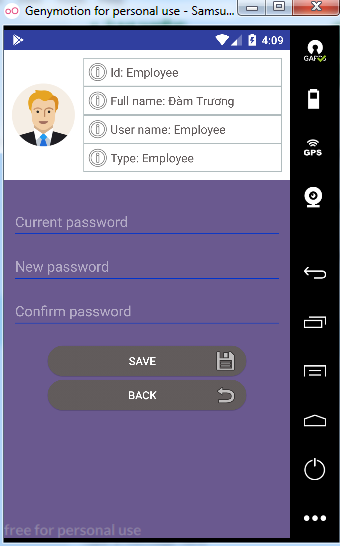 Genymotion for personal use - Samsu...
4:09
Id: Employee
Full name: Đàm Trương
User name: Employee
Type: Employee
Current password
New password
Confirm password
SAVE
BACK
free for personal use
GAPPS
GPS